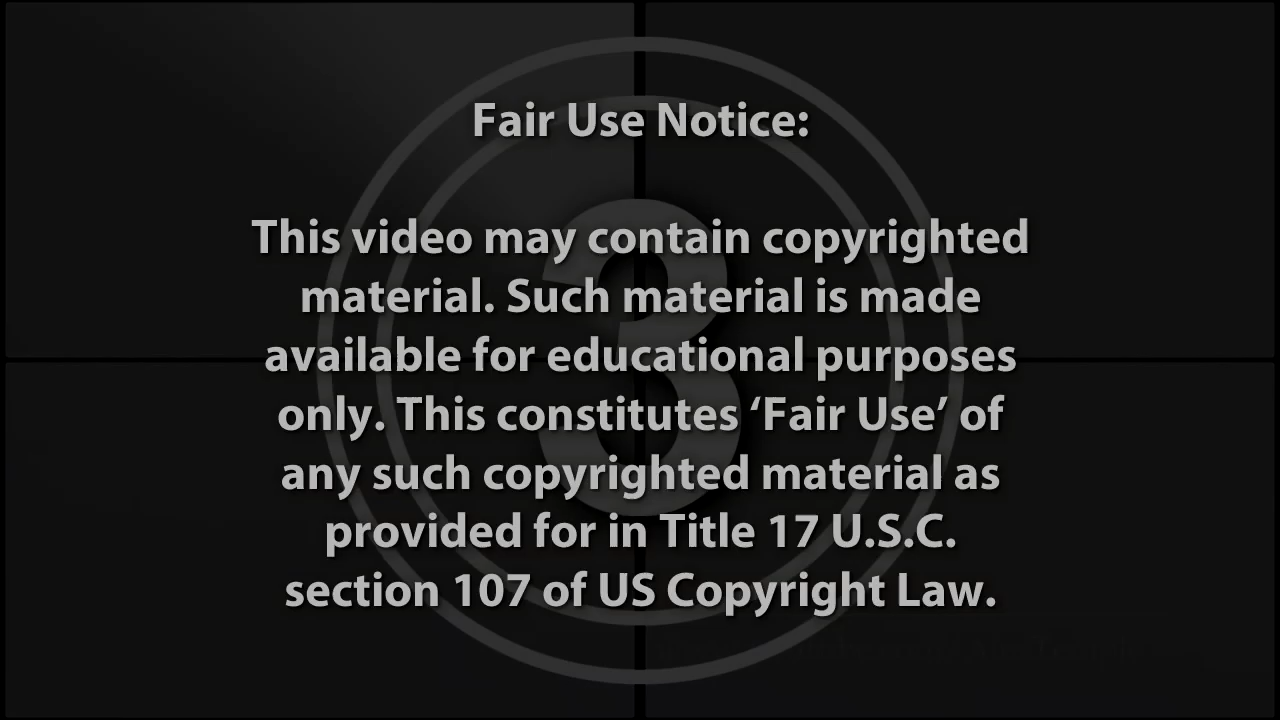 Fair Use Notice:
This video may contain copyrighted
material. Such material is made
available for educational purposes
only. This constitutes ‘Fair Use’ of
any such copyrighted material as
provided for in Title 17 U.S.C.
section 107 of US Copyright Law.
3